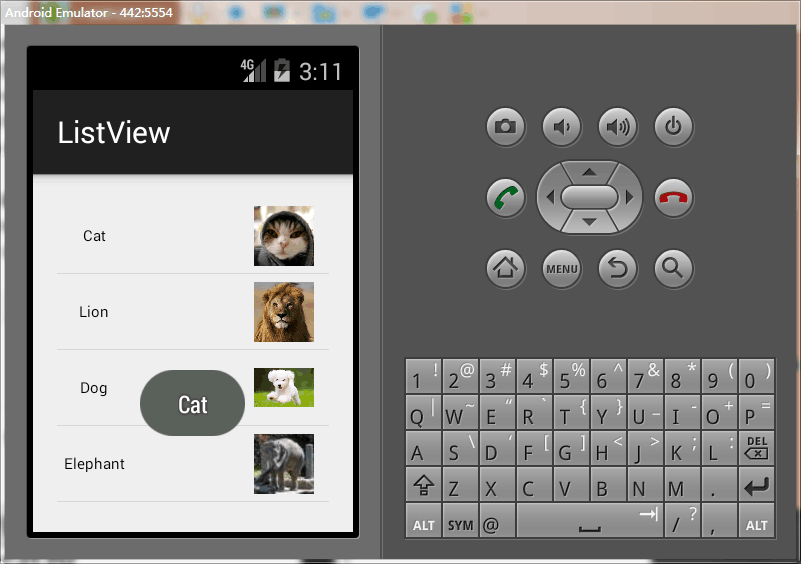 Android Emulator - 442:5554
4G 3:11
ListView
Cat
Lion
Dog
Cat
Elephant
MENU
1 ! 2 @ 3 # 4 $ 5 % 6 ^ 7 & 8 * 9 ( 0 )
Q | W ~ E “ R ` T { Y } U _ I - O + P =
A S \ D ‘ F [ G ] H < J > K ; L : DEL
Z X C V B N M .
ALT SYM @ / ? , ALT